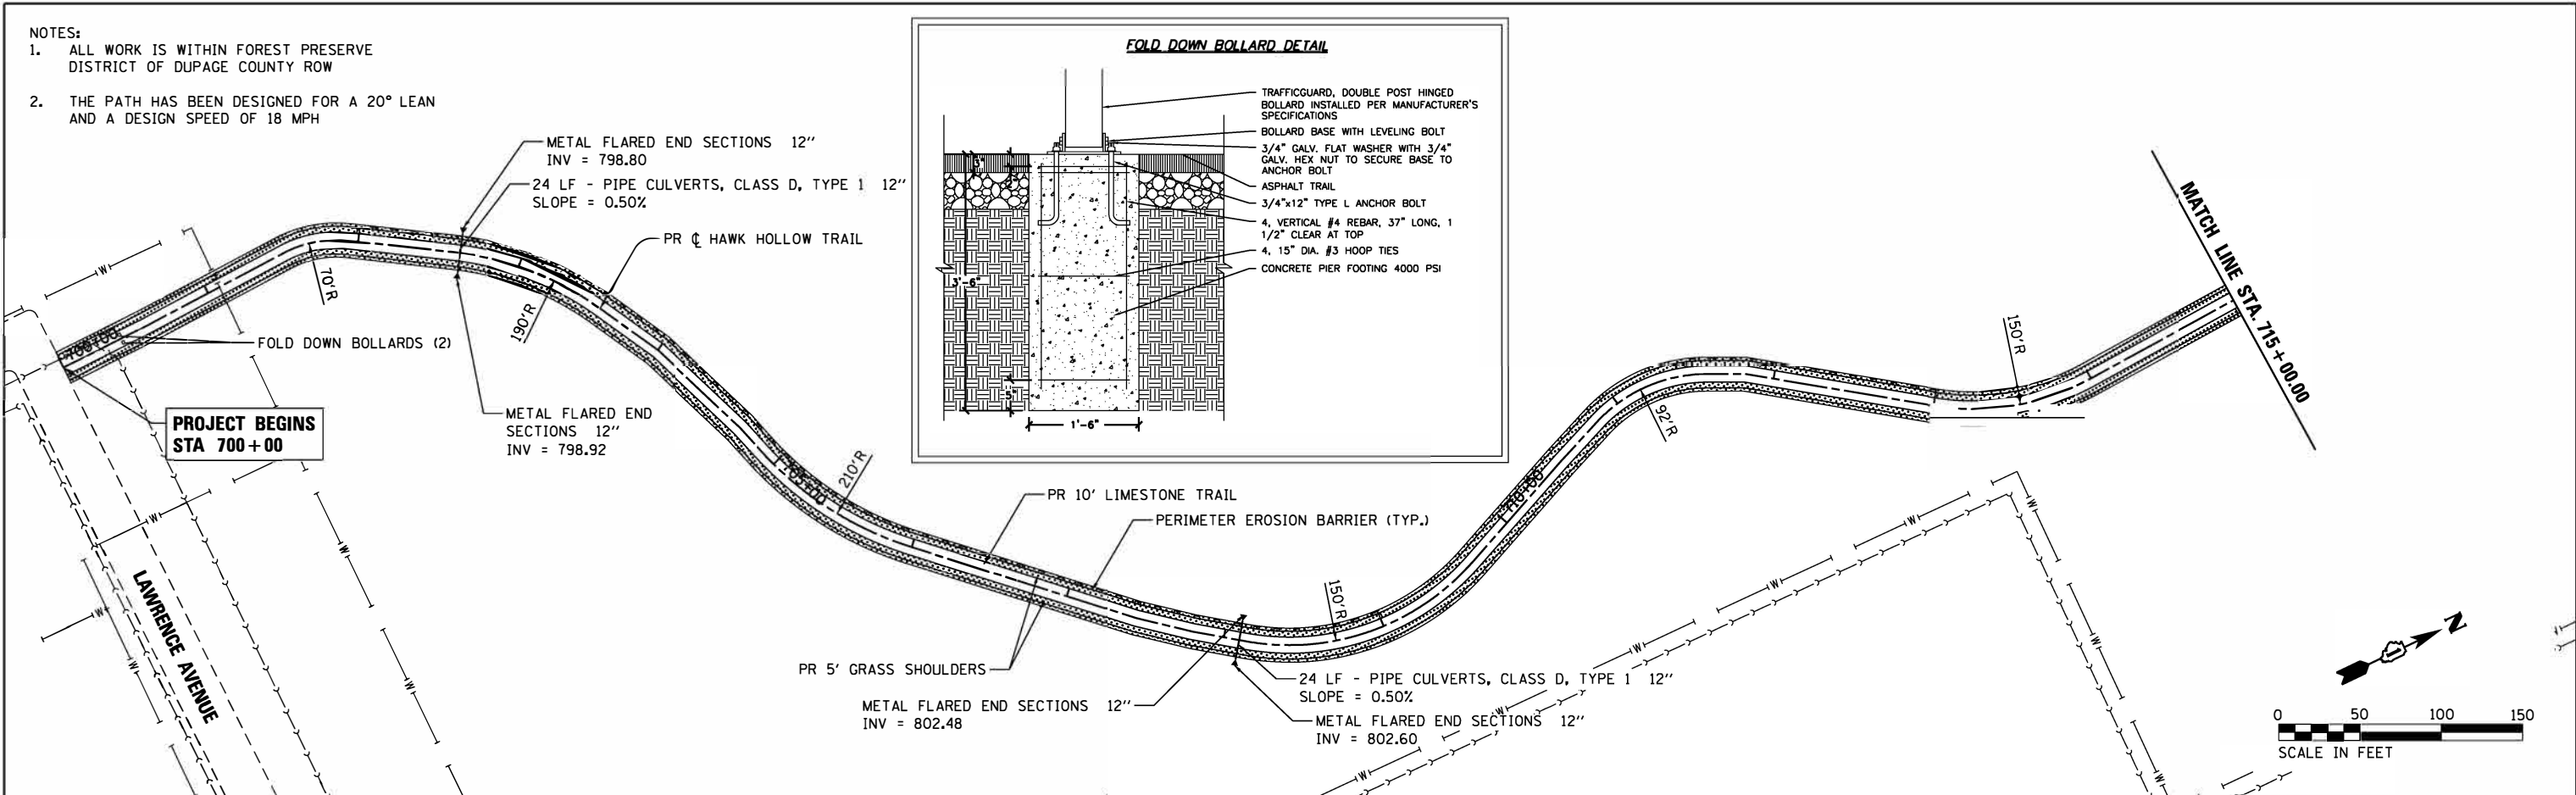 NOTES:
1. ALL WORK IS WITHIN FOREST PRESERVE
DISTRICT OF DUPAGE COUNTY ROW
2. THE PATH HAS BEEN DESIGNED FOR A 20° LEAN
AND A DESIGN SPEED OF 18 MPH
METAL FLARED END SECTIONS 12"
INV = 798.80
24 LF - PIPE CULVERTS, CLASS D, TYPE 1 12"
SLOPE = 0.50%
PR ℄ HAWK HOLLOW TRAIL
70'R
190'R
700+00
FOLD DOWN BOLLARDS (2)
PROJECT BEGINS
STA 700+00
METAL FLARED END
SECTIONS 12"
INV = 798.92
LAWRENCE AVENUE
FOLD DOWN BOLLARD DETAIL
TRAFFICGUARD, DOUBLE POST HINGED
BOLLARD INSTALLED PER MANUFACTURER'S
SPECIFICATIONS
BOLLARD BASE WITH LEVELING BOLT
3/4" GALV. FLAT WASHER WITH 3/4"
GALV. HEX NUT TO SECURE BASE TO
ANCHOR BOLT
ASPHALT TRAIL
3/4"x12" TYPE L ANCHOR BOLT
4, VERTICAL #4 REBAR, 37" LONG, 1
1/2" CLEAR AT TOP
4, 15" DIA. #3 HOOP TIES
CONCRETE PIER FOOTING 4000 PSI
3"
3'-6"
5"
1'-6"
705+00
210'R
PR 10' LIMESTONE TRAIL
PERIMETER EROSION BARRIER (TYP.)
PR 5' GRASS SHOULDERS
METAL FLARED END SECTIONS 12"
INV = 802.48
150'R
24 LF - PIPE CULVERTS, CLASS D, TYPE 1 12"
SLOPE = 0.50%
METAL FLARED END SECTIONS 12"
INV = 802.60
710+00
92'R
150'R
MATCH LINE STA. 715+00.00
W
W
W
W
W
W
W
W
W
W
W
W
W
W
N
0 50 100 150
SCALE IN FEET